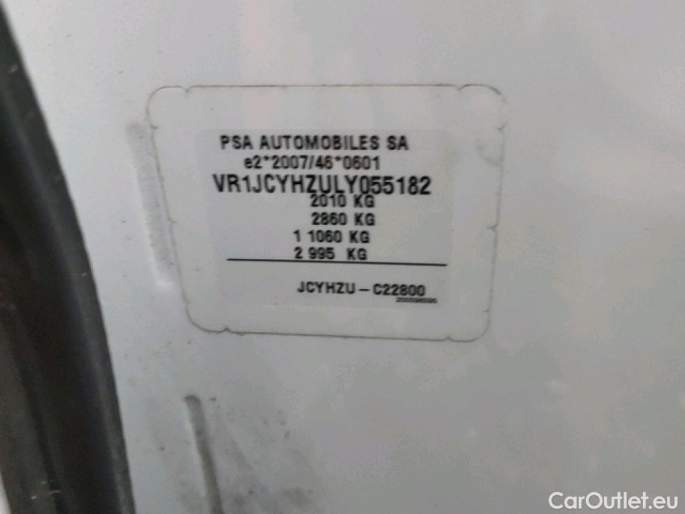 PSA AUTOMOBILES SA
e2*2007/46*0601
VR1JCYHZULY055182
2010 KG
2860 KG
1 1060 KG
2 995 KG
JCYHZU - C22800
CarOutlet.eu